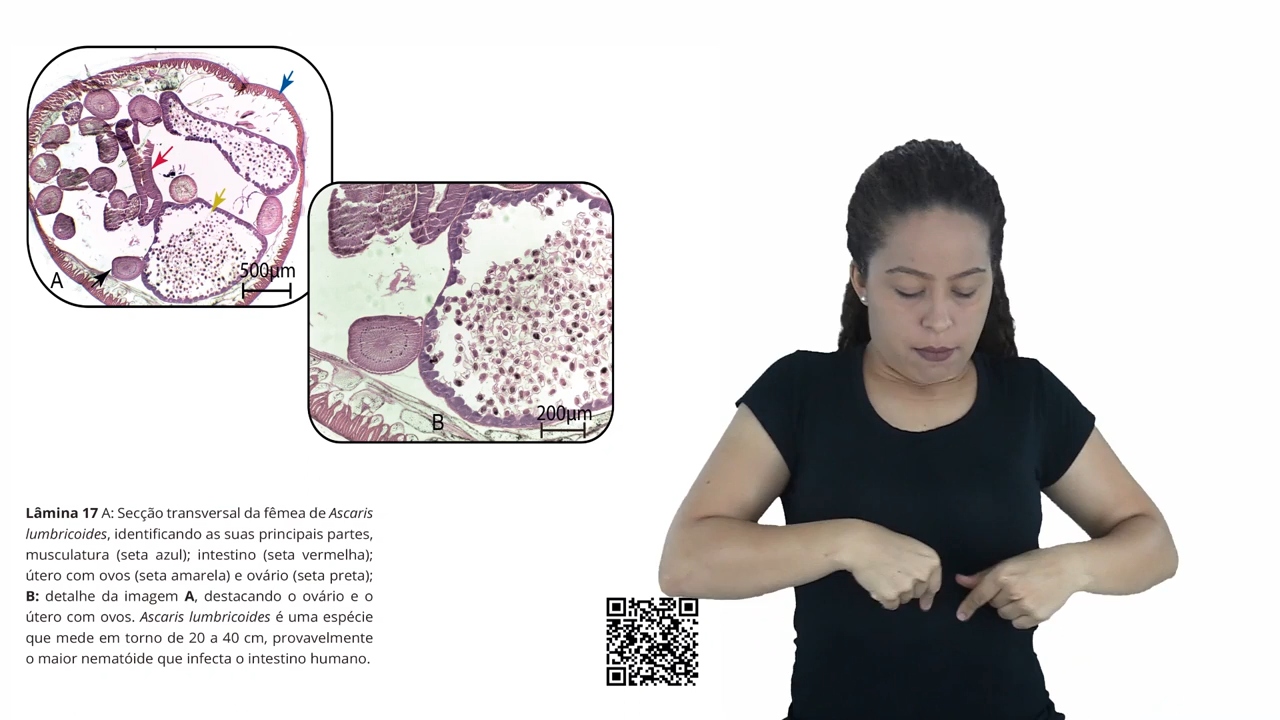 A
500µm
B
200µm
Lâmina 17 A: Secção transversal da fêmea de Ascaris
lumbricoides, identificando as suas principais partes,
musculatura (seta azul); intestino (seta vermelha);
útero com ovos (seta amarela) e ovário (seta preta);
B: detalhe da imagem A, destacando o ovário e o
útero com ovos. Ascaris lumbricoides é uma espécie
que mede em torno de 20 a 40 cm, provavelmente
o maior nematóide que infecta o intestino humano.